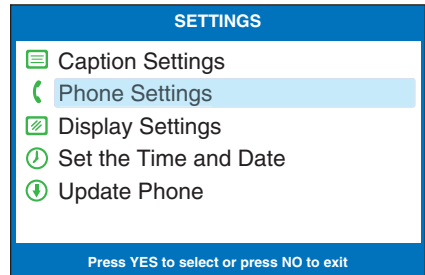 SETTINGS
Caption Settings
Phone Settings
Display Settings
Set the Time and Date
Update Phone
Press YES to select or press NO to exit